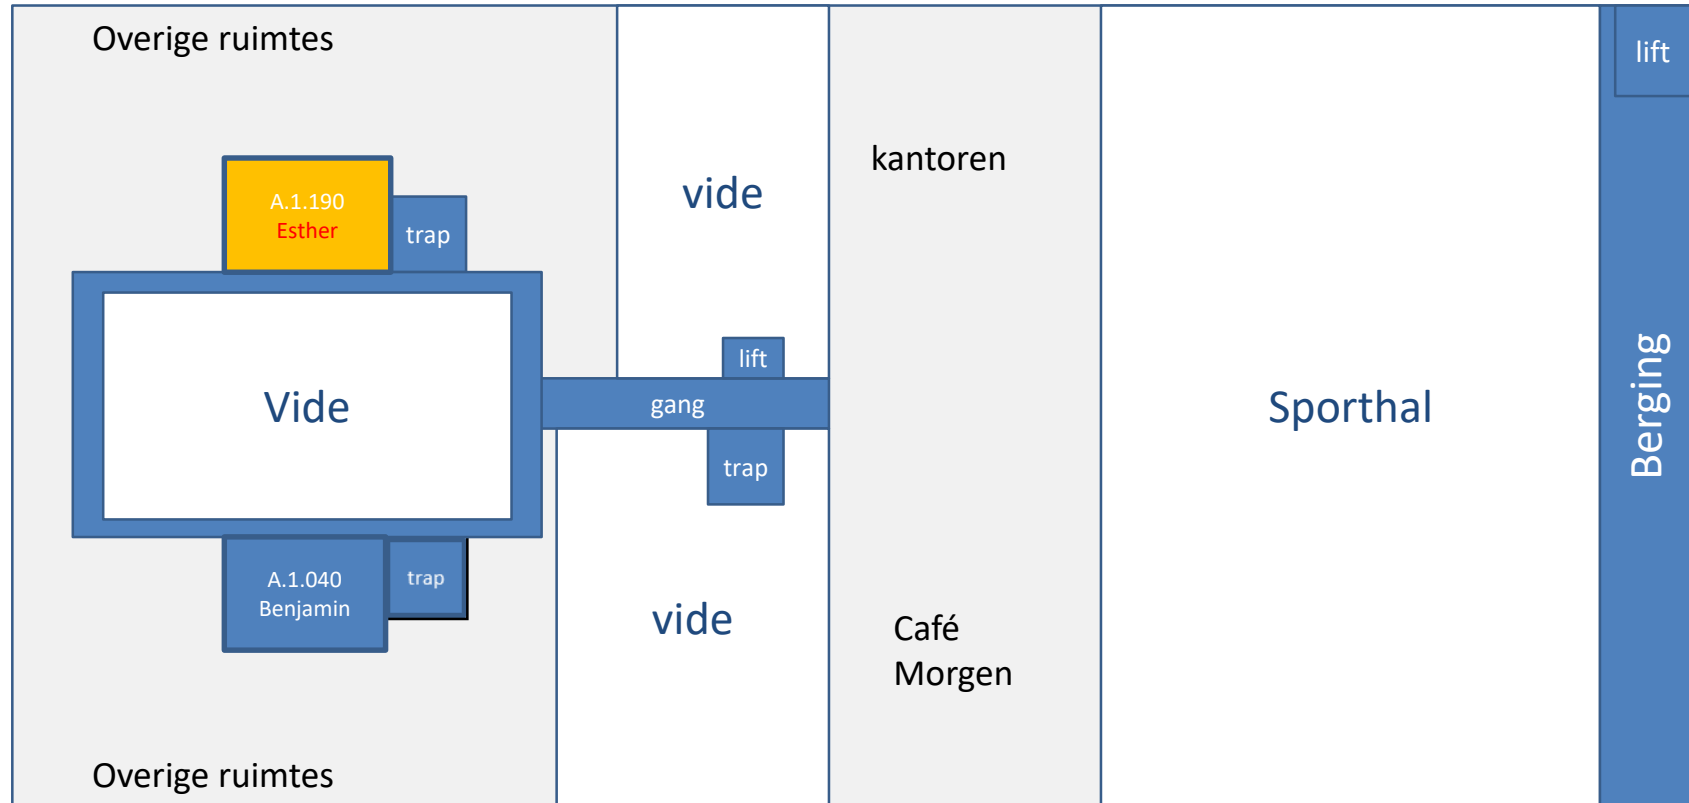 Overige ruimtes
lift
kantoren
vide
A.1.190
Esther
trap
lift
Vide
gang
Sporthal
Berging
trap
A.1.040
Benjamin
trap
vide
Café
Morgen
Overige ruimtes